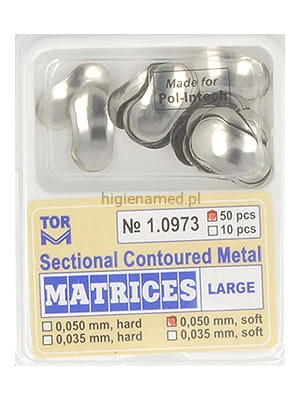 Made for
Pol-Intech
higienamed.pl
TOR
№ 1.0973
50 pcs
10 pcs
Sectional Contoured Metal
MATRICES
LARGE
0,050 mm, hard
0,050 mm, soft
0,035 mm, hard
0,035 mm, soft